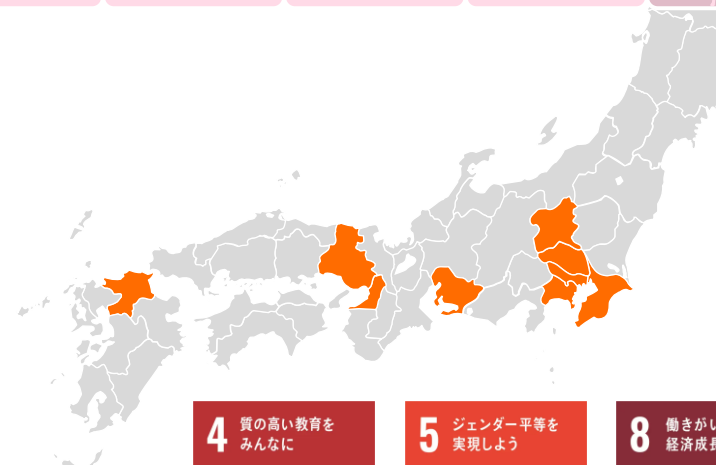 4
質の高い教育を
みんなに
5
ジェンダー平等を
実現しよう
8
働きがい
経済成長